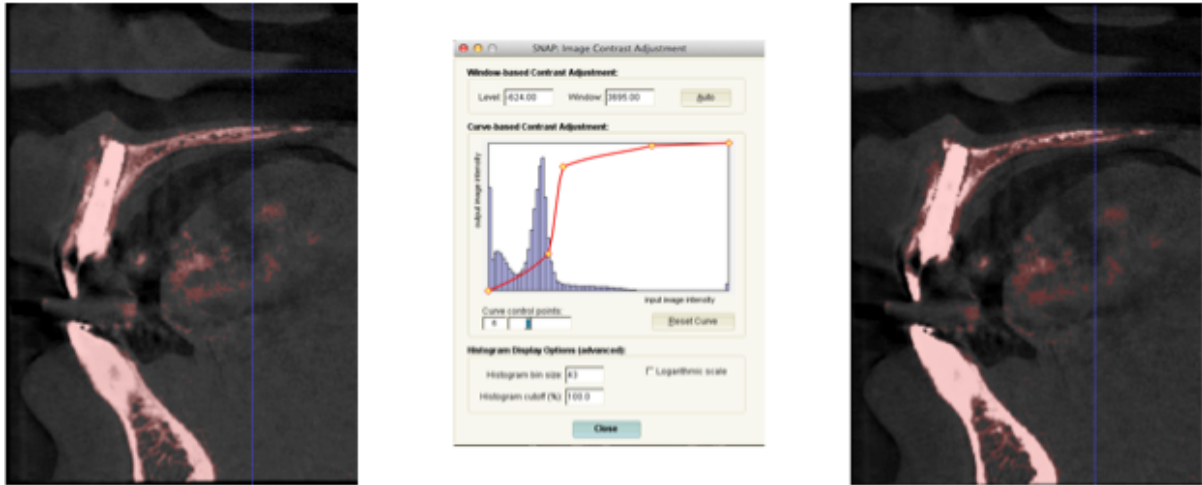 SNAP: Image Contrast Adjustment
Window-based Contrast Adjustment:
Level: -624.00 Window: 3695.00 Auto
Curve-based Contrast Adjustment:
output image intensity
input image intensity
Curve control points:
Reset Curve
Histogram Display Options (advanced):
Histogram bin size: 43 Logarithmic scale
Histogram cutoff (%): 100.0
Close